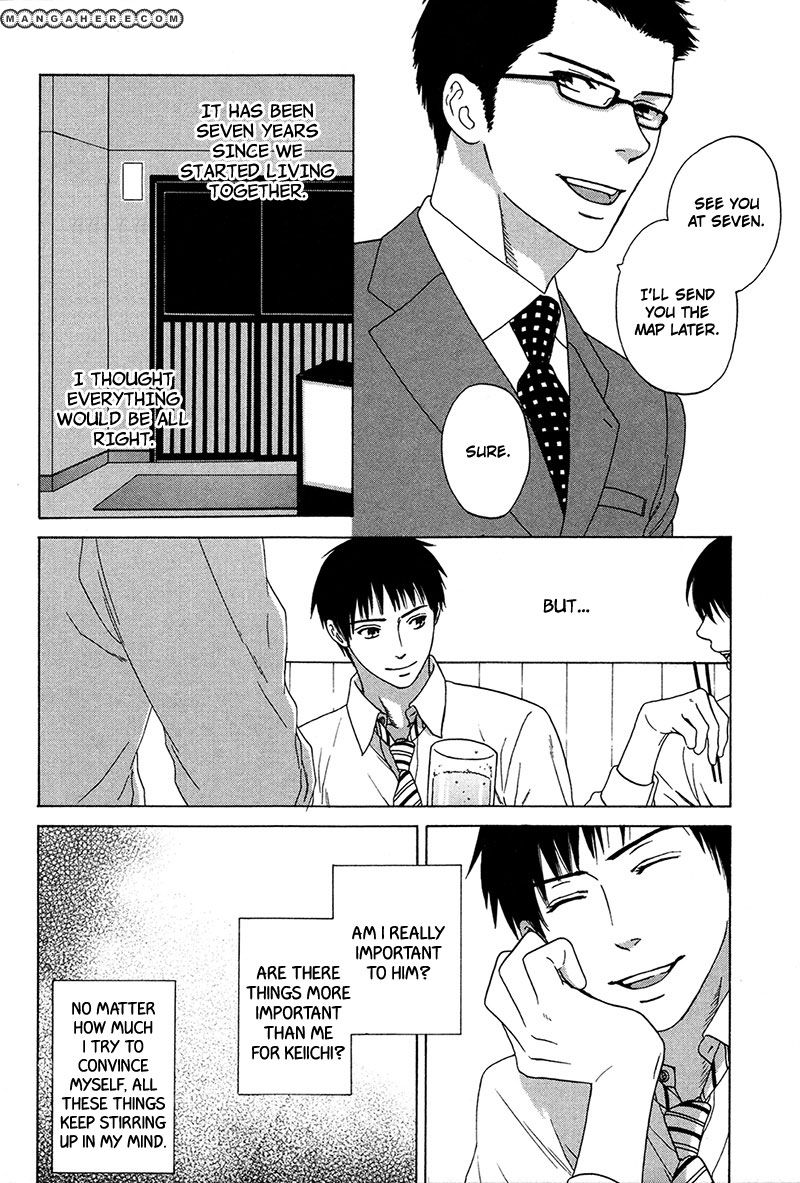 MANGAHERE.COM
SEE YOU
AT SEVEN.
I'LL SEND
YOU THE
MAP LATER.
SURE.
IT HAS BEEN
SEVEN YEARS
SINCE WE
STARTED LIVING
TOGETHER.
I THOUGHT
EVERYTHING
WOULD BE ALL
RIGHT.
BUT...
AM I REALLY
IMPORTANT
TO HIM?
ARE THERE
THINGS MORE
IMPORTANT
THAN ME
FOR KEIICHI?
NO MATTER
HOW MUCH
I TRY TO
CONVINCE
MYSELF, ALL
THESE THINGS
KEEP STIRRING
UP IN MY MIND.